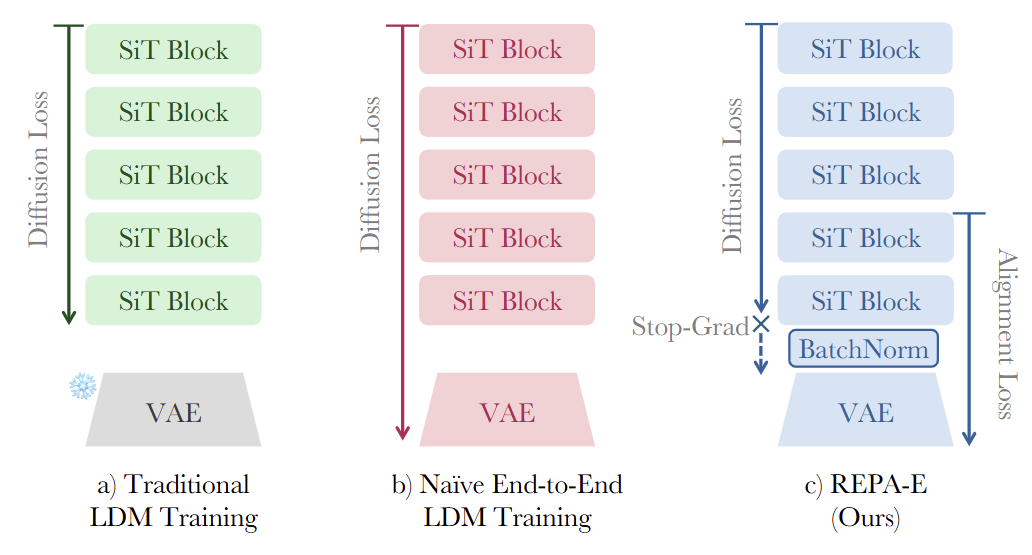 Diffusion Loss
SiT Block
SiT Block
SiT Block
SiT Block
SiT Block
VAE
a) Traditional
LDM Training
Diffusion Loss
SiT Block
SiT Block
SiT Block
SiT Block
SiT Block
VAE
b) Naïve End-to-End
LDM Training
Diffusion Loss
SiT Block
SiT Block
SiT Block
SiT Block
SiT Block
Stop-Grad
BatchNorm
VAE
Alignment Loss
c) REPA-E
(Ours)